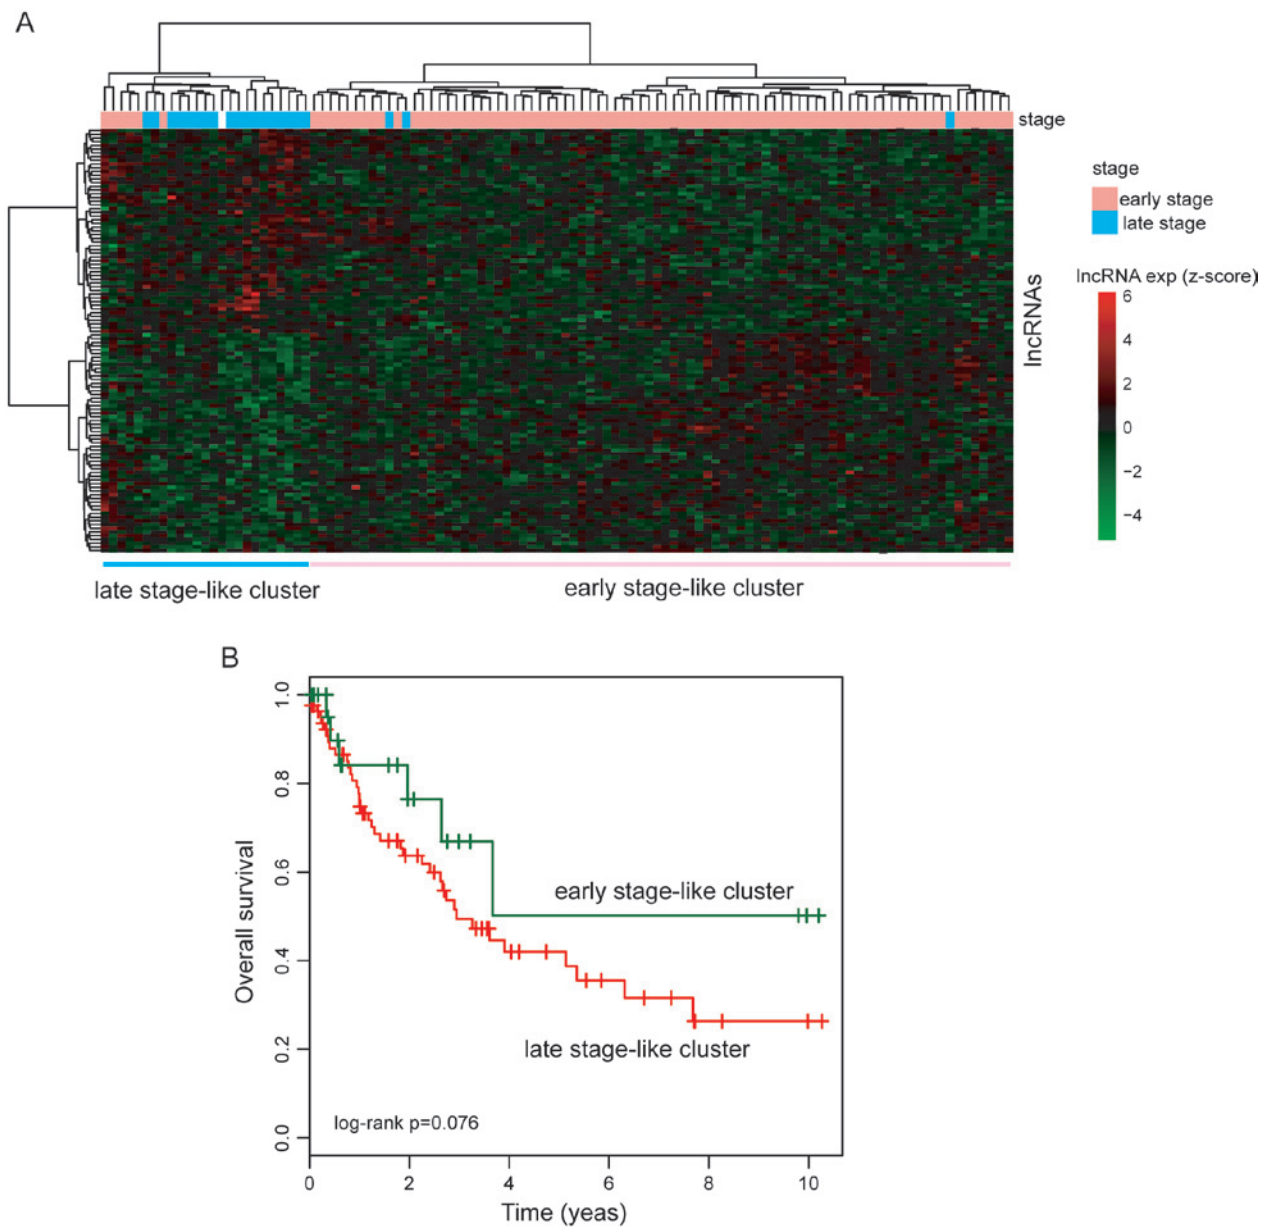 A
stage
stage
early stage
late stage
lncRNA exp (z-score)
6
4
2
0
−2
−4
lncRNAs
late stage-like cluster
early stage-like cluster
B
1.0
0.8
0.6
0.4
0.2
0.0
Overall survival
early stage-like cluster
late stage-like cluster
log-rank p=0.076
0 2 4 6 8 10
Time (yeas)